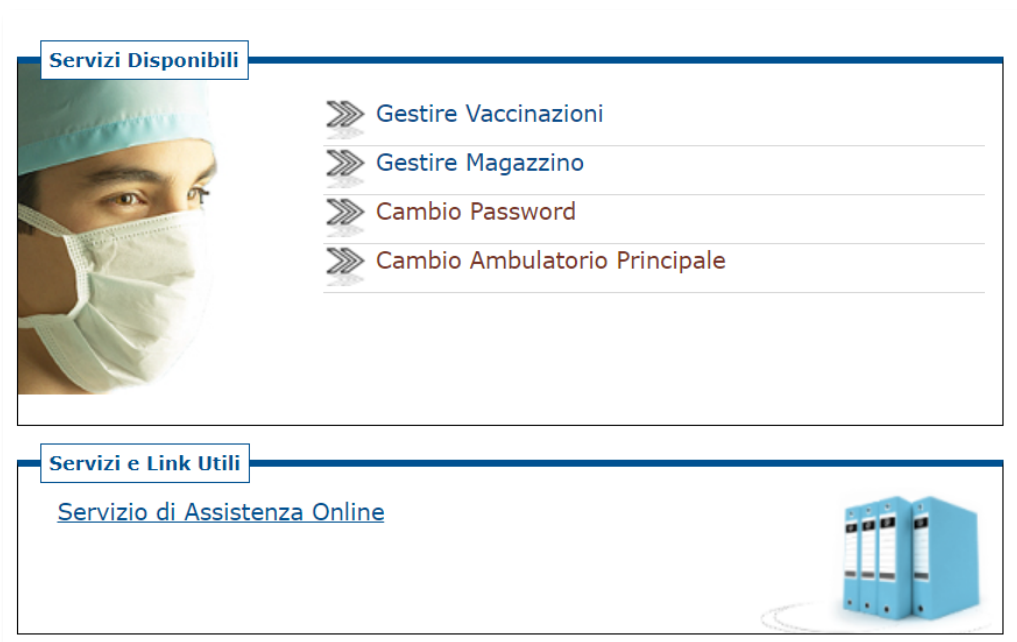 Servizi Disponibili
Gestire Vaccinazioni
Gestire Magazzino
Cambio Password
Cambio Ambulatorio Principale
Servizi e Link Utili
Servizio di Assistenza Online